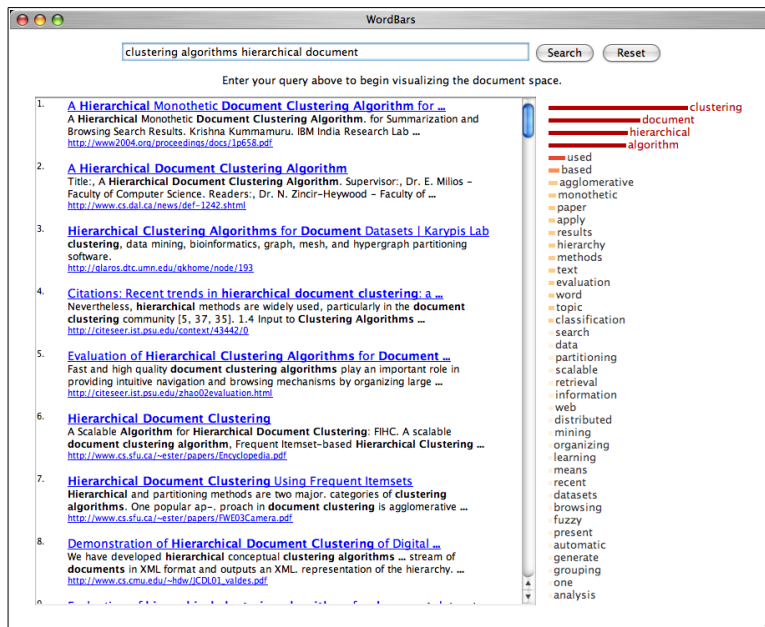 WordBars
clustering algorithms hierarchical document
Search
Reset
Enter your query above to begin visualizing the document space.
1.
A Hierarchical Monothetic Document Clustering Algorithm for ...
A Hierarchical Monothetic Document Clustering Algorithm. for Summarization and
Browsing Search Results. Krishna Kummamuru. IBM India Research Lab ...
http://www2004.org/proceedings/docs/1p658.pdf
2.
A Hierarchical Document Clustering Algorithm
Title:, A Hierarchical Document Clustering Algorithm. Supervisor:, Dr. E. Milios -
Faculty of Computer Science. Readers:, Dr. N. Zincir-Heywood - Faculty of ...
http://www.cs.dal.ca/news/def-1242.shtml
3.
Hierarchical Clustering Algorithms for Document Datasets | Karypis Lab
clustering, data mining, bioinformatics, graph, mesh, and hypergraph partitioning
software.
http://glaros.dtc.umn.edu/gkhome/node/193
4.
Citations: Recent trends in hierarchical document clustering: a ...
Nevertheless, hierarchical methods are widely used, particularly in the document
clustering community [5, 37, 35]. 1.4 Input to Clustering Algorithms ...
http://citeseer.ist.psu.edu/context/43442/0
5.
Evaluation of Hierarchical Clustering Algorithms for Document ...
Fast and high quality document clustering algorithms play an important role in
providing intuitive navigation and browsing mechanisms by organizing large ...
http://citeseer.ist.psu.edu/zhao02evaluation.html
6.
Hierarchical Document Clustering
A Scalable Algorithm for Hierarchical Document Clustering: FIHC. A scalable
document clustering algorithm, Frequent Itemset-based Hierarchical Clustering ...
http://www.cs.sfu.ca/~ester/papers/Encyclopedia.pdf
7.
Hierarchical Document Clustering Using Frequent Itemsets
Hierarchical and partitioning methods are two major. categories of clustering
algorithms. One popular ap-. proach in document clustering is agglomerative ...
http://www.cs.sfu.ca/~ester/papers/FWE03Camera.pdf
8.
Demonstration of Hierarchical Document Clustering of Digital ...
We have developed hierarchical conceptual clustering algorithms ... stream of
documents in XML format and outputs an XML. representation of the hierarchy. ...
http://www.cs.cmu.edu/~hdw/JCDL01_valdes.pdf
clustering
document
hierarchical
algorithm
used
based
agglomerative
monothetic
paper
apply
results
hierarchy
methods
text
evaluation
word
topic
classification
search
data
partitioning
scalable
retrieval
information
web
distributed
mining
organizing
learning
means
recent
datasets
browsing
fuzzy
present
automatic
generate
grouping
one
analysis